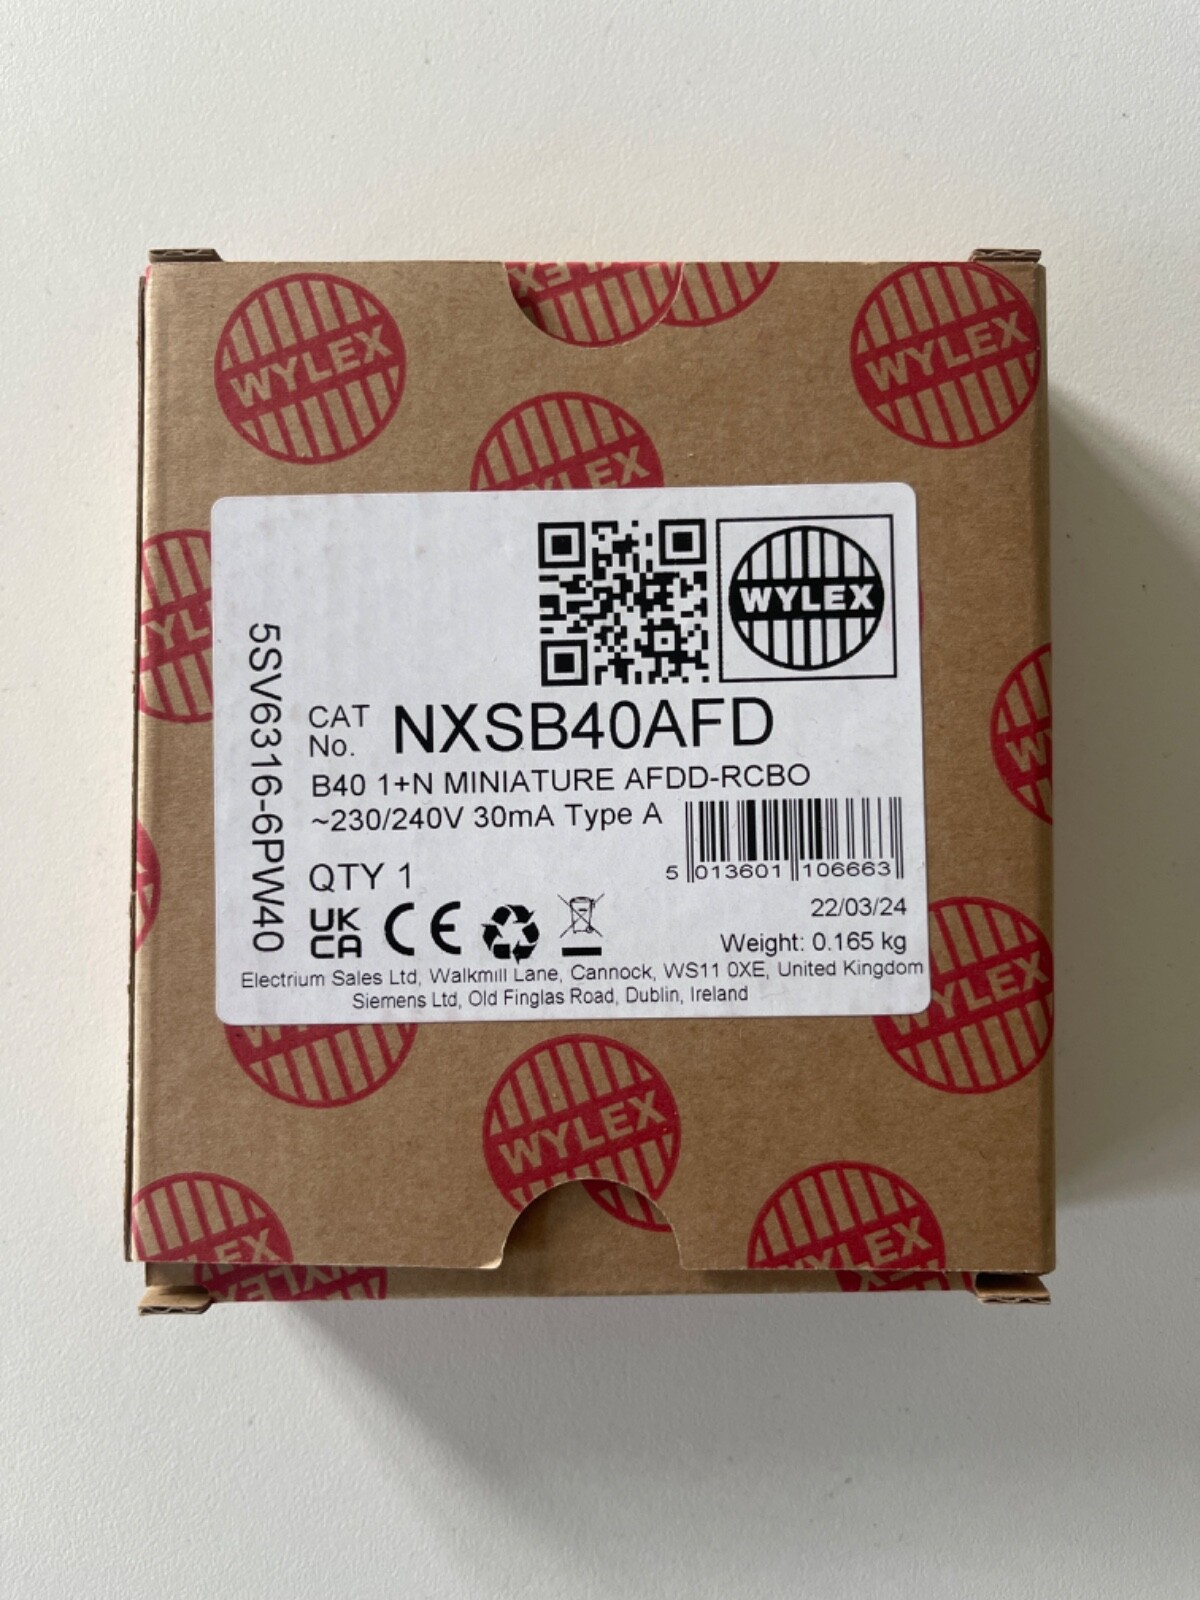 WYLEX
WYLEX
WYLEX
WYLEX
5SV6316-6PW40
CAT
No.
NXSB40AFD
B40 1+N MINIATURE AFDD-RCBO
~230/240V 30mA Type A
QTY 1
5 013601 106663
UK
CA
CE
22/03/24
Weight: 0.165 kg
Electrium Sales Ltd, Walkmill Lane, Cannock, WS11 0XE, United Kingdom
Siemens Ltd, Old Finglas Road, Dublin, Ireland
WYLEX
WYLEX
WYLEX